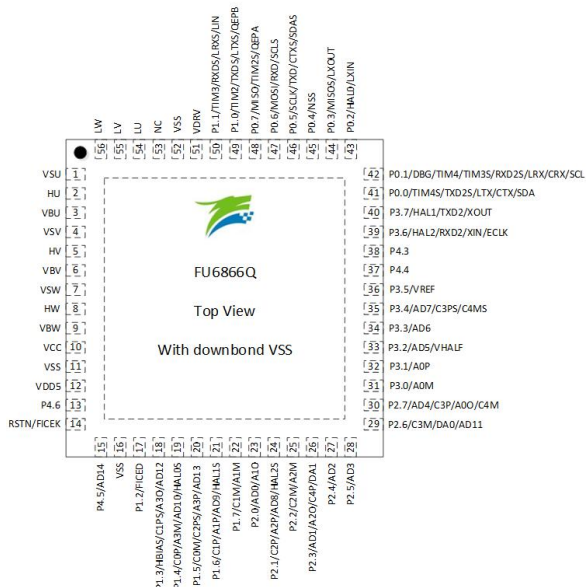 LW
LV
LU
NC
VSS
VDRV
P1.1/TIM3/RXDS/LRXS/LIN
P1.0/TIM2/TXDS/LTXS/QEPB
P0.7/MISO/TIM2S/QEPA
P0.6/MOSI/RXD/SCLS
P0.5/SCLK/TXD/CTXS/SDAS
P0.4/NSS
P0.3/MISOS/LXOUT
P0.2/HAL0/LXIN
56
55
54
53
52
51
50
49
48
47
46
45
44
43
VSU 1
HU 2
VBU 3
VSV 4
HV 5
VBV 6
VSW 7
HW 8
VBW 9
VCC 10
VSS 11
VDD5 12
P4.6 13
RSTN/FICEK 14
FU6866Q
Top View
With downbond VSS
42 P0.1/DBG/TIM4/TIM3S/RXD2S/LRX/CRX/SCL
41 P0.0/TIM4S/TXD2S/LTX/CTX/SDA
40 P3.7/HAL1/TXD2/XOUT
39 P3.6/HAL2/RXD2/XIN/ECLK
38 P4.3
37 P4.4
36 P3.5/VREF
35 P3.4/AD7/C3PS/C4MS
34 P3.3/AD6
33 P3.2/AD5/VHALF
32 P3.1/A0P
31 P3.0/A0M
30 P2.7/AD4/C3P/A0O/C4M
29 P2.6/C3M/DA0/AD11
15
16
17
18
19
20
21
22
23
24
25
26
27
28
P4.5/AD14
VSS
P1.2/FICED
P1.3/HBIAS/C1PS/A3O/AD12
P1.4/C0P/A3M/AD10/HAL0S
P1.5/C0M/C2PS/A3P/AD13
P1.6/C1P/A1P/AD9/HAL1S
P1.7/C1M/A1M
P2.0/AD0/A1O
P2.1/C2P/A2P/AD8/HAL2S
P2.2/C2M/A2M
P2.3/AD1/A2O/C4P/DA1
P2.4/AD2
P2.5/AD3